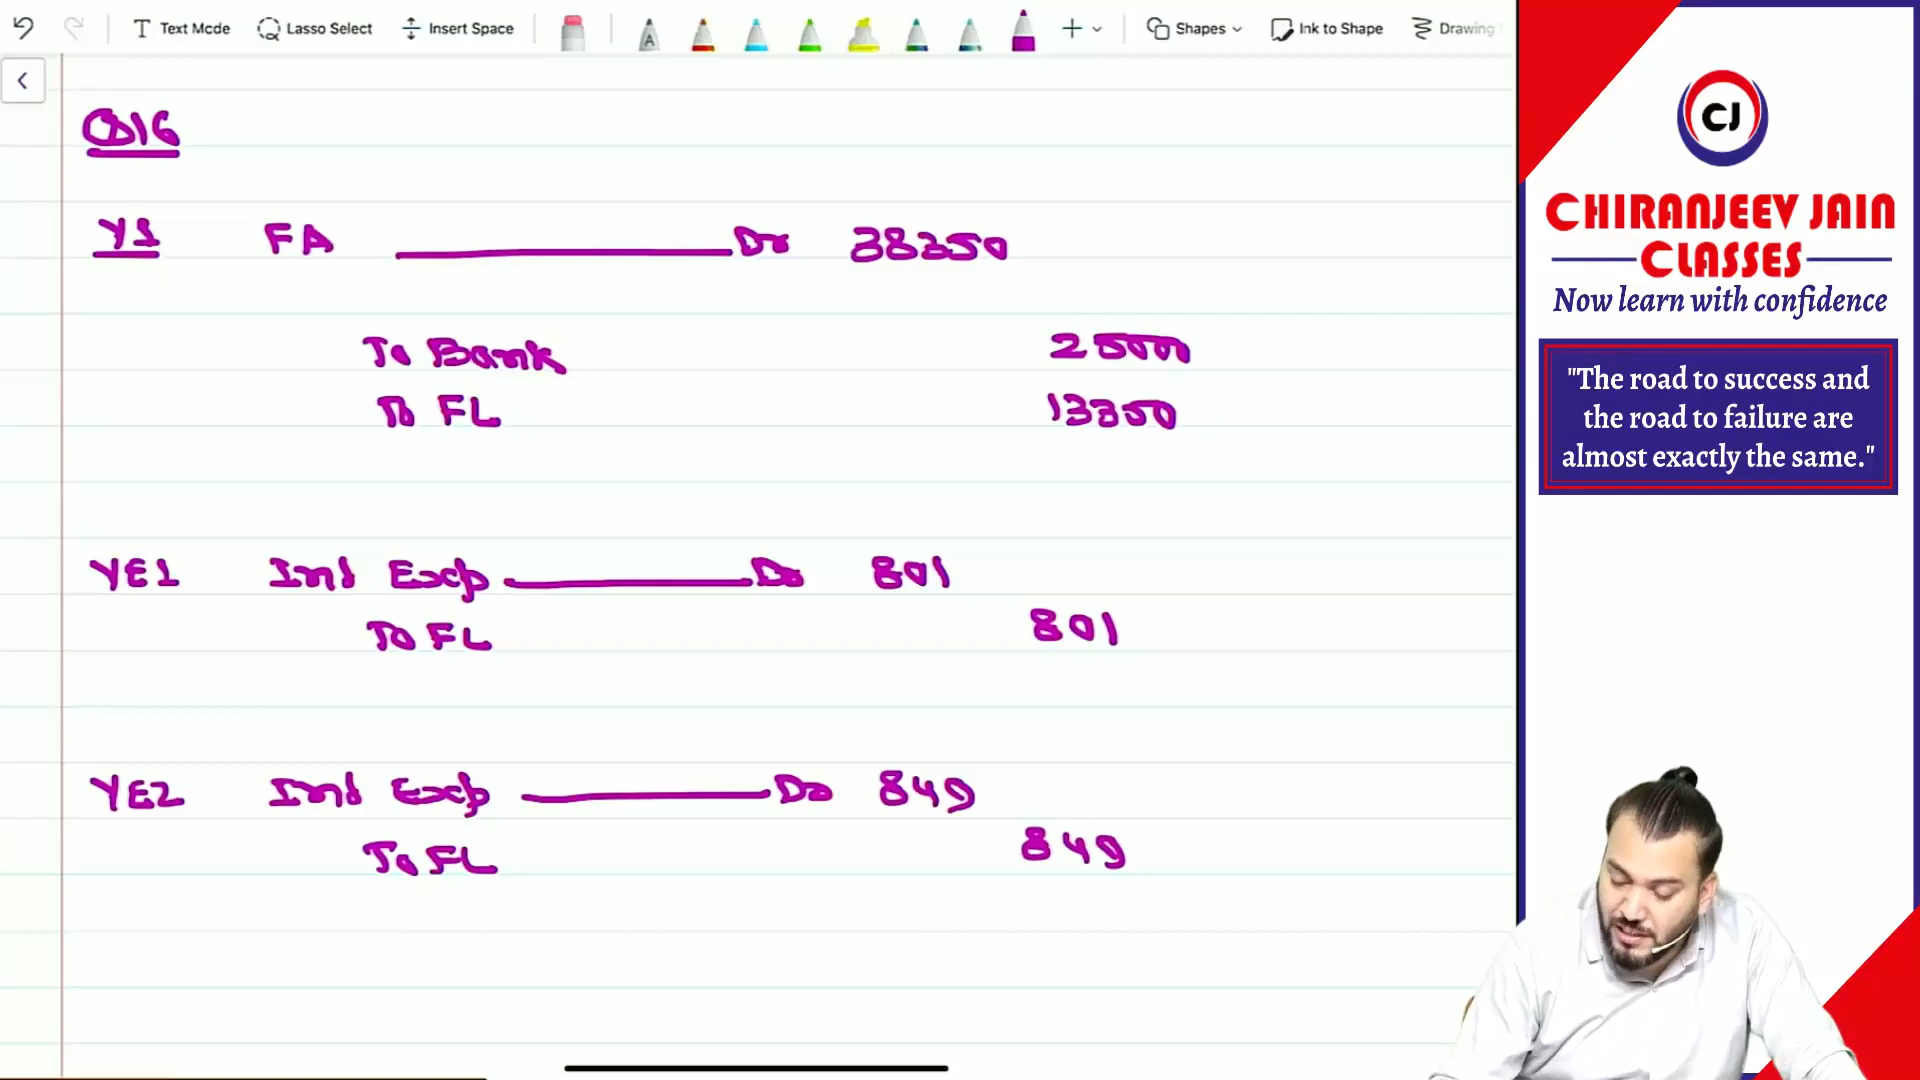 Text Mode Lasso Select Insert Space Shapes Ink to Shape Drawing
Q16
Y1 FA Dr 38350
To Bank 25000
To FL 13350
YE1 Int Exp Dr 801
To FL 801
YE2 Int Exp Dr 849
To FL 849
CJ
CHIRANJEEV JAIN
CLASSES
Now learn with confidence
"The road to success and
the road to failure are
almost exactly the same."